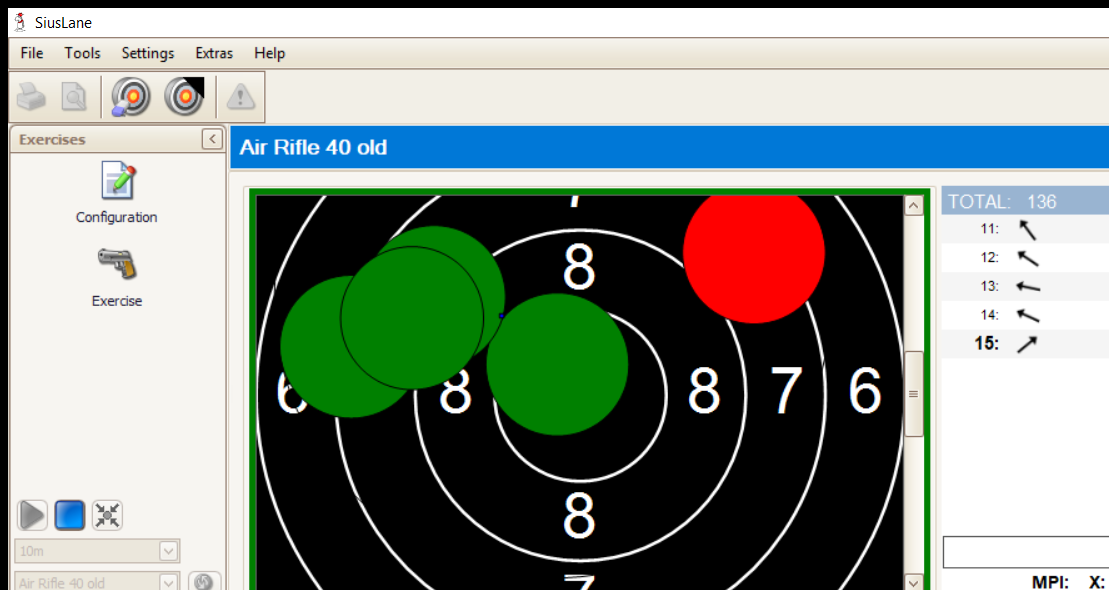 SiusLane
File Tools Settings Extras Help
Exercises
Air Rifle 40 old
Configuration
Exercise
10m
Air Rifle 40 old
7
8
6 8 8 7 6
8
7
TOTAL: 136
11:
12:
13:
14:
15:
MPI: X: